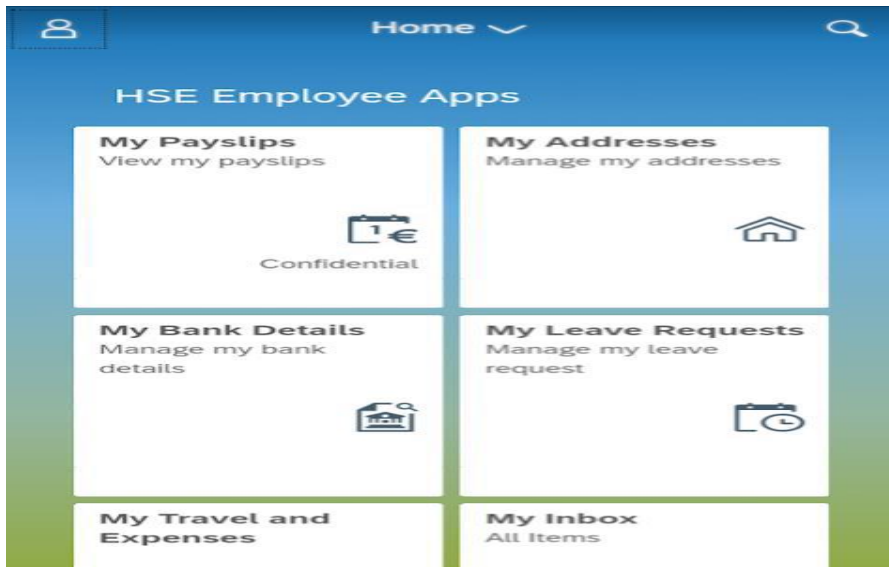 Home
HSE Employee Apps
My Payslips
View my payslips
1 €
Confidential
My Addresses
Manage my addresses
My Bank Details
Manage my bank
details
My Leave Requests
Manage my leave
request
My Travel and
Expenses
My Inbox
All Items